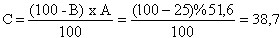 C = (100 - B) x A / 100 = (100 – 25)%51,6 / 100 = 38,7